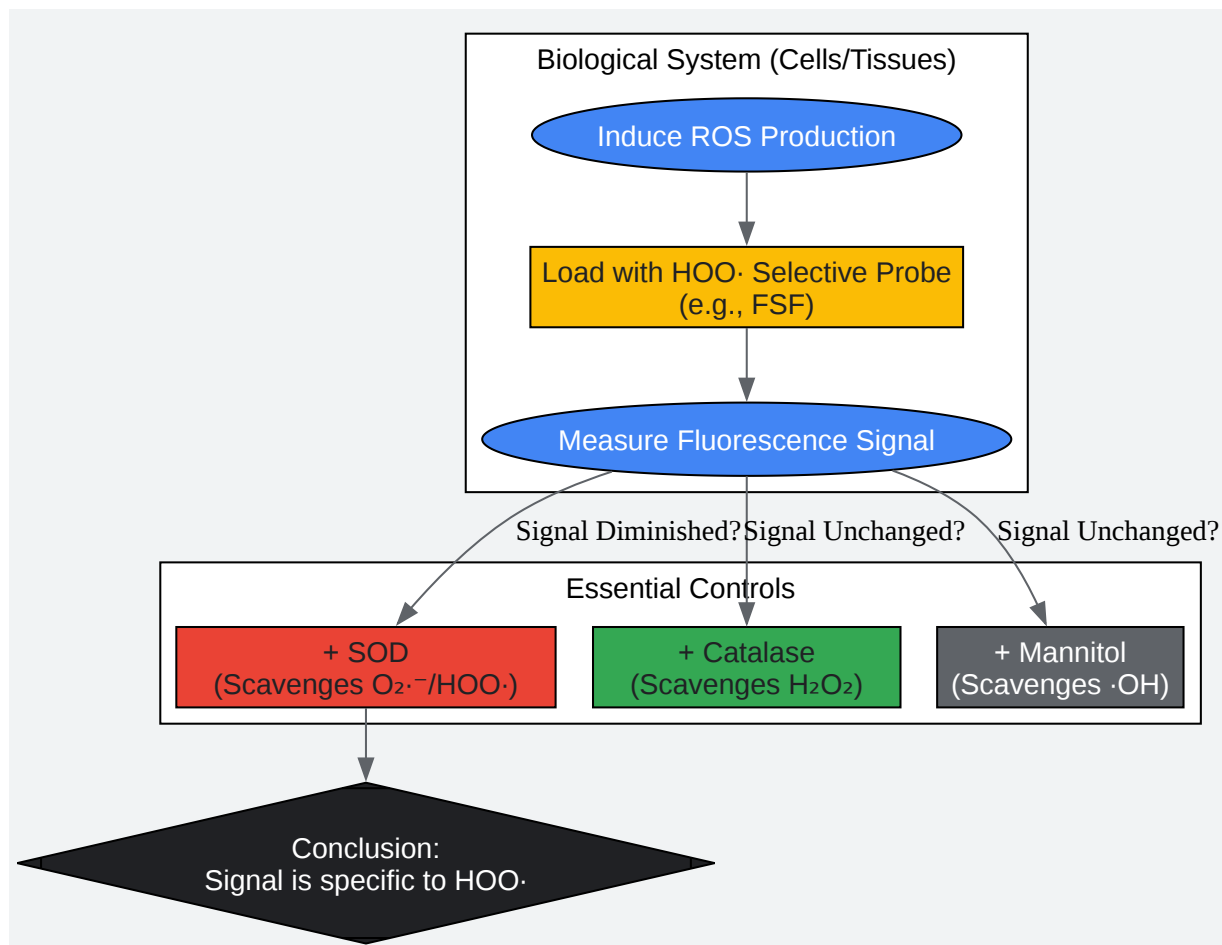 Biological System (Cells/Tissues)
Induce ROS Production
Load with HOO· Selective Probe
(e.g., FSF)
Measure Fluorescence Signal
Signal Diminished?
Signal Unchanged?
Signal Unchanged?
Essential Controls
+ SOD
(Scavenges O₂·⁻/HOO·)
+ Catalase
(Scavenges H₂O₂)
+ Mannitol
(Scavenges ·OH)
Conclusion:
Signal is specific to HOO·